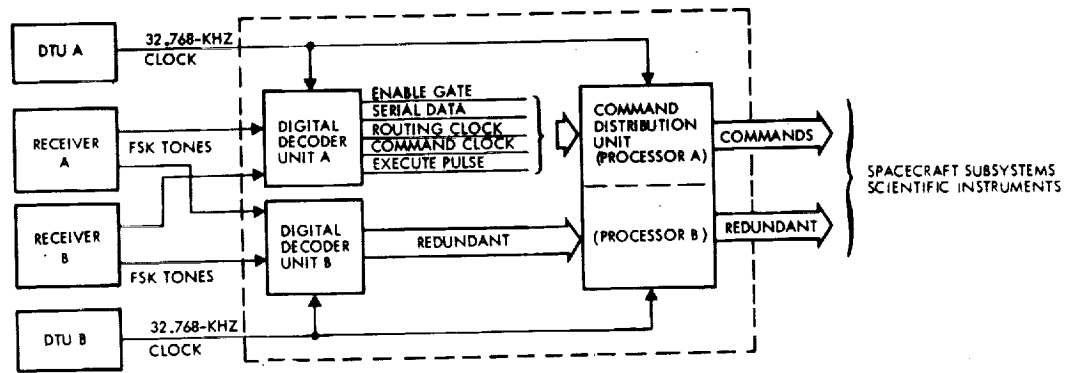 DTU A
32.768-KHZ
CLOCK
RECEIVER
A
FSK TONES
RECEIVER
B
FSK TONES
DTU B
32.768-KHZ
CLOCK
DIGITAL
DECODER
UNIT A
ENABLE GATE
SERIAL DATA
ROUTING CLOCK
COMMAND CLOCK
EXECUTE PULSE
DIGITAL
DECODER
UNIT B
REDUNDANT
COMMAND
DISTRIBUTION
UNIT
(PROCESSOR A)
(PROCESSOR B)
COMMANDS
REDUNDANT
SPACECRAFT SUBSYSTEMS
SCIENTIFIC INSTRUMENTS